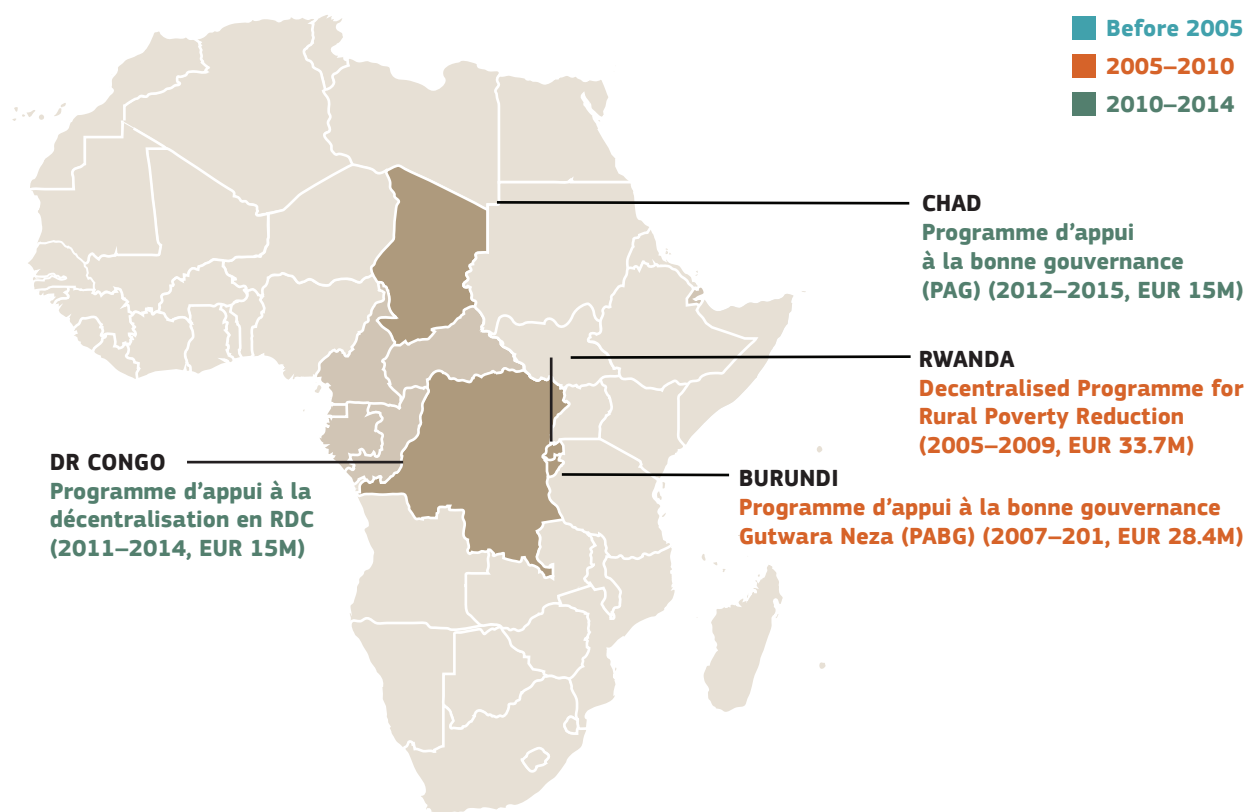 Before 2005
2005–2010
2010–2014
CHAD
Programme d'appui
à la bonne gouvernance
(PAG) (2012–2015, EUR 15M)
RWANDA
Decentralised Programme for
Rural Poverty Reduction
(2005–2009, EUR 33.7M)
DR CONGO
Programme d'appui à la
décentralisation en RDC
(2011–2014, EUR 15M)
BURUNDI
Programme d'appui à la bonne gouvernance
Gutwara Neza (PABG) (2007–201, EUR 28.4M)